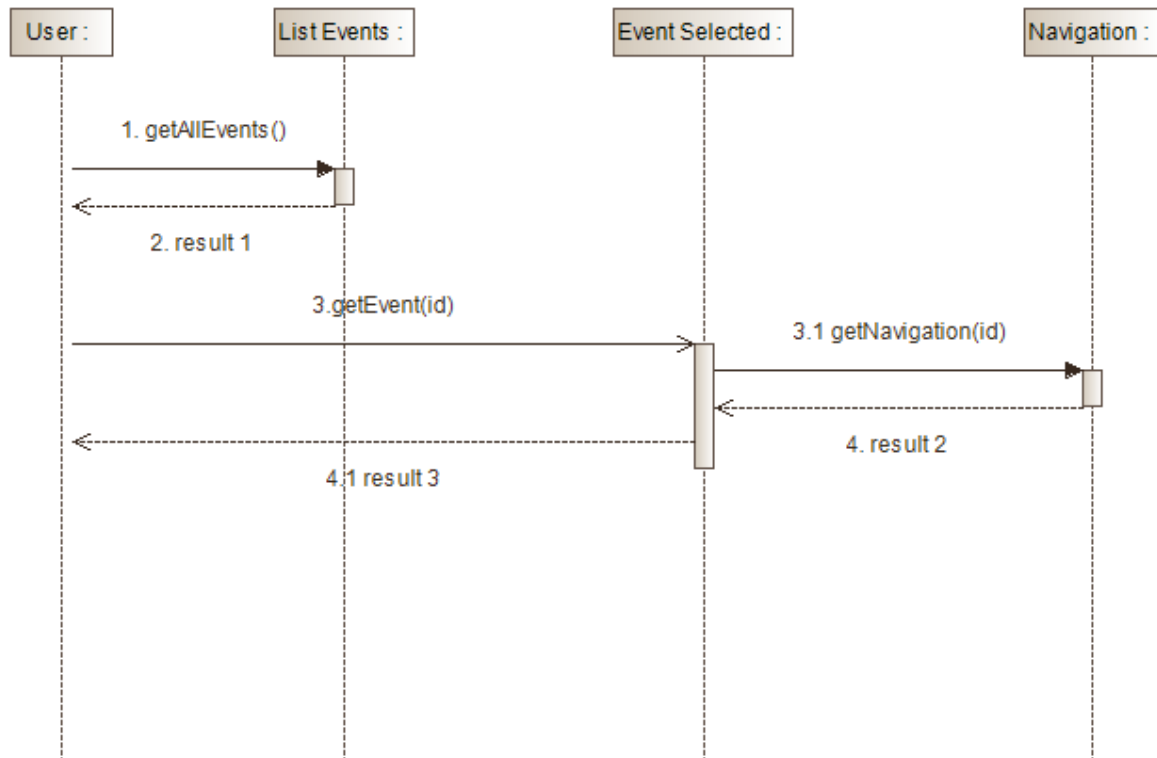 User :
List Events :
Event Selected :
Navigation :
1. getAllEvents()
2. result 1
3.getEvent(id)
3.1 getNavigation(id)
4. result 2
4.1 result 3